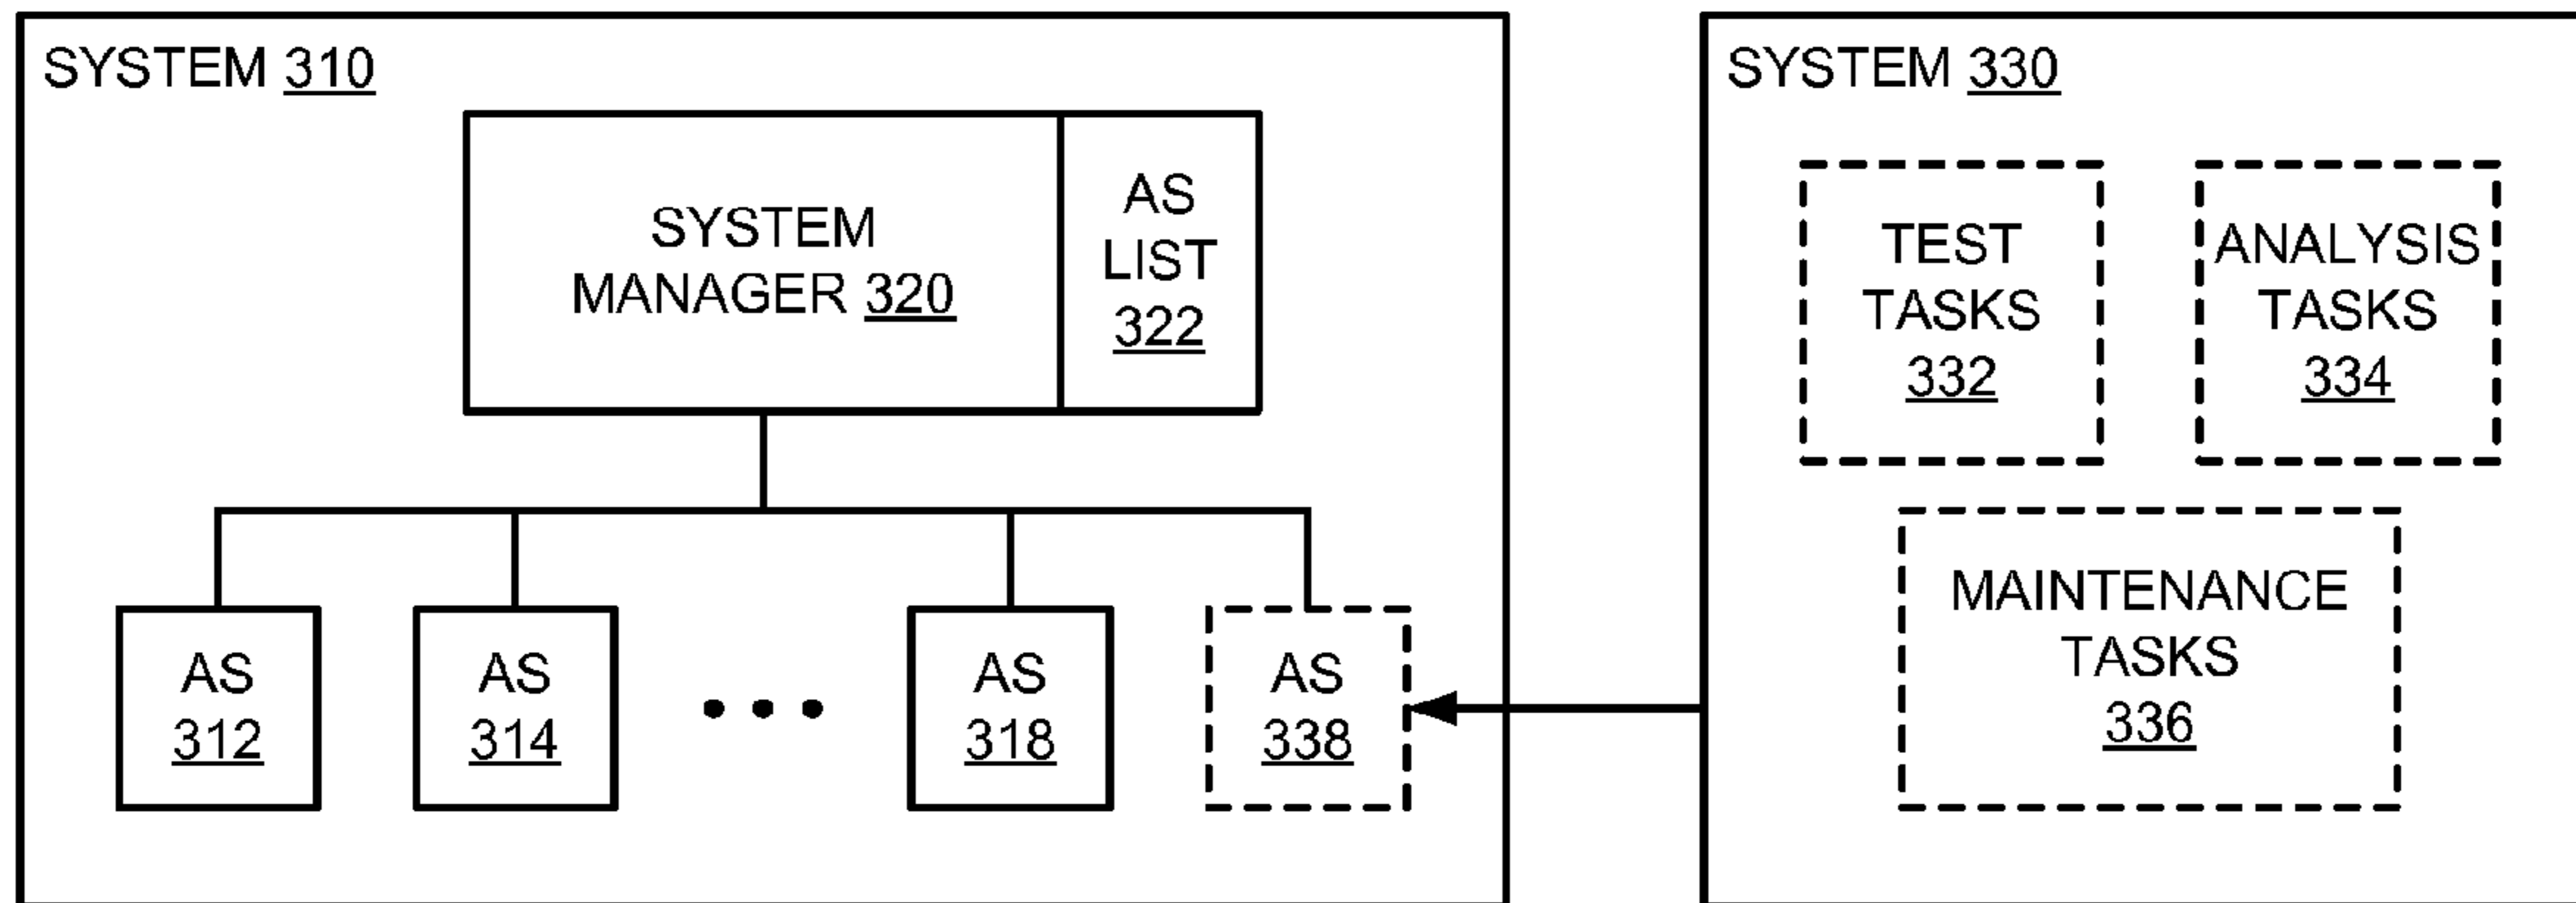 SYSTEM 310
SYSTEM
MANAGER 320
AS
LIST
322
AS
312
AS
314
AS
318
AS
338
SYSTEM 330
TEST
TASKS
332
ANALYSIS
TASKS
334
MAINTENANCE
TASKS
336